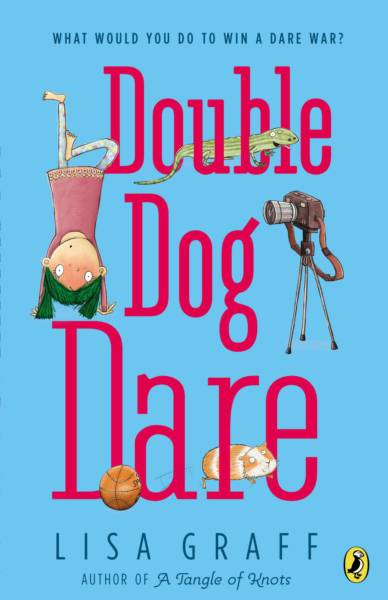 WHAT WOULD YOU DO TO WIN A DARE WAR?
Double
Dog
Dare
LISA GRAFF
AUTHOR OF A Tangle of Knots